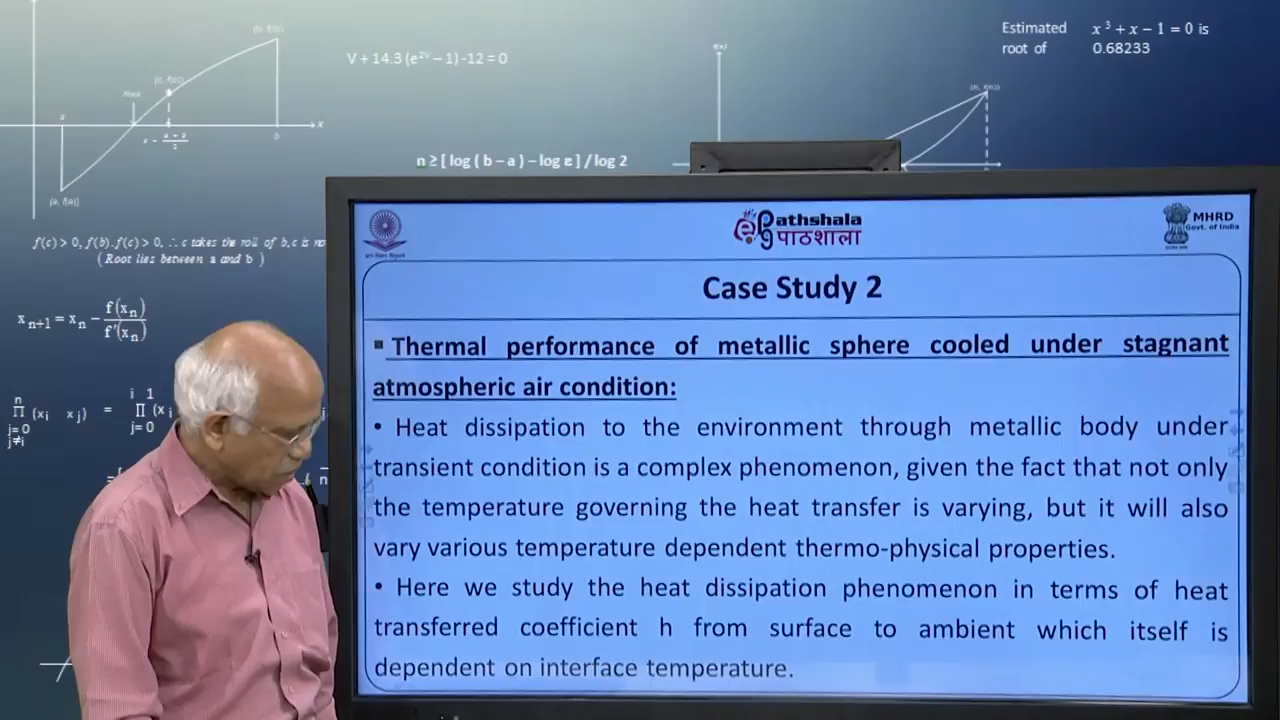 (b, f(b))
V + 14.3 (e²ⱽ − 1) -12 = 0
Estimated x³ + x − 1 = 0 is
root of 0.68233
f(x)
(c, f(c))
(b, f(b))
a
x
b
n ≥ [ log ( b − a ) − log ε ] / log 2
(a, f(a))
f(c) > 0, f(b). f(c) > 0, ∴ c takes the roll of b, c is
( Root lies between a and b )
x n+1 = x n − f(x n) / f'(x n)
n i 1
∏ (x j x j) = ∏ (x i
j= 0 j= 0
j≠i
ePathshala
पाठशाला
MHRD
Govt. of India
Case Study 2
▪ Thermal performance of metallic sphere cooled under stagnant
atmospheric air condition:
• Heat dissipation to the environment through metallic body under
transient condition is a complex phenomenon, given the fact that not only
the temperature governing the heat transfer is varying, but it will also
vary various temperature dependent thermo-physical properties.
• Here we study the heat dissipation phenomenon in terms of heat
transferred coefficient h from surface to ambient which itself is
dependent on interface temperature.